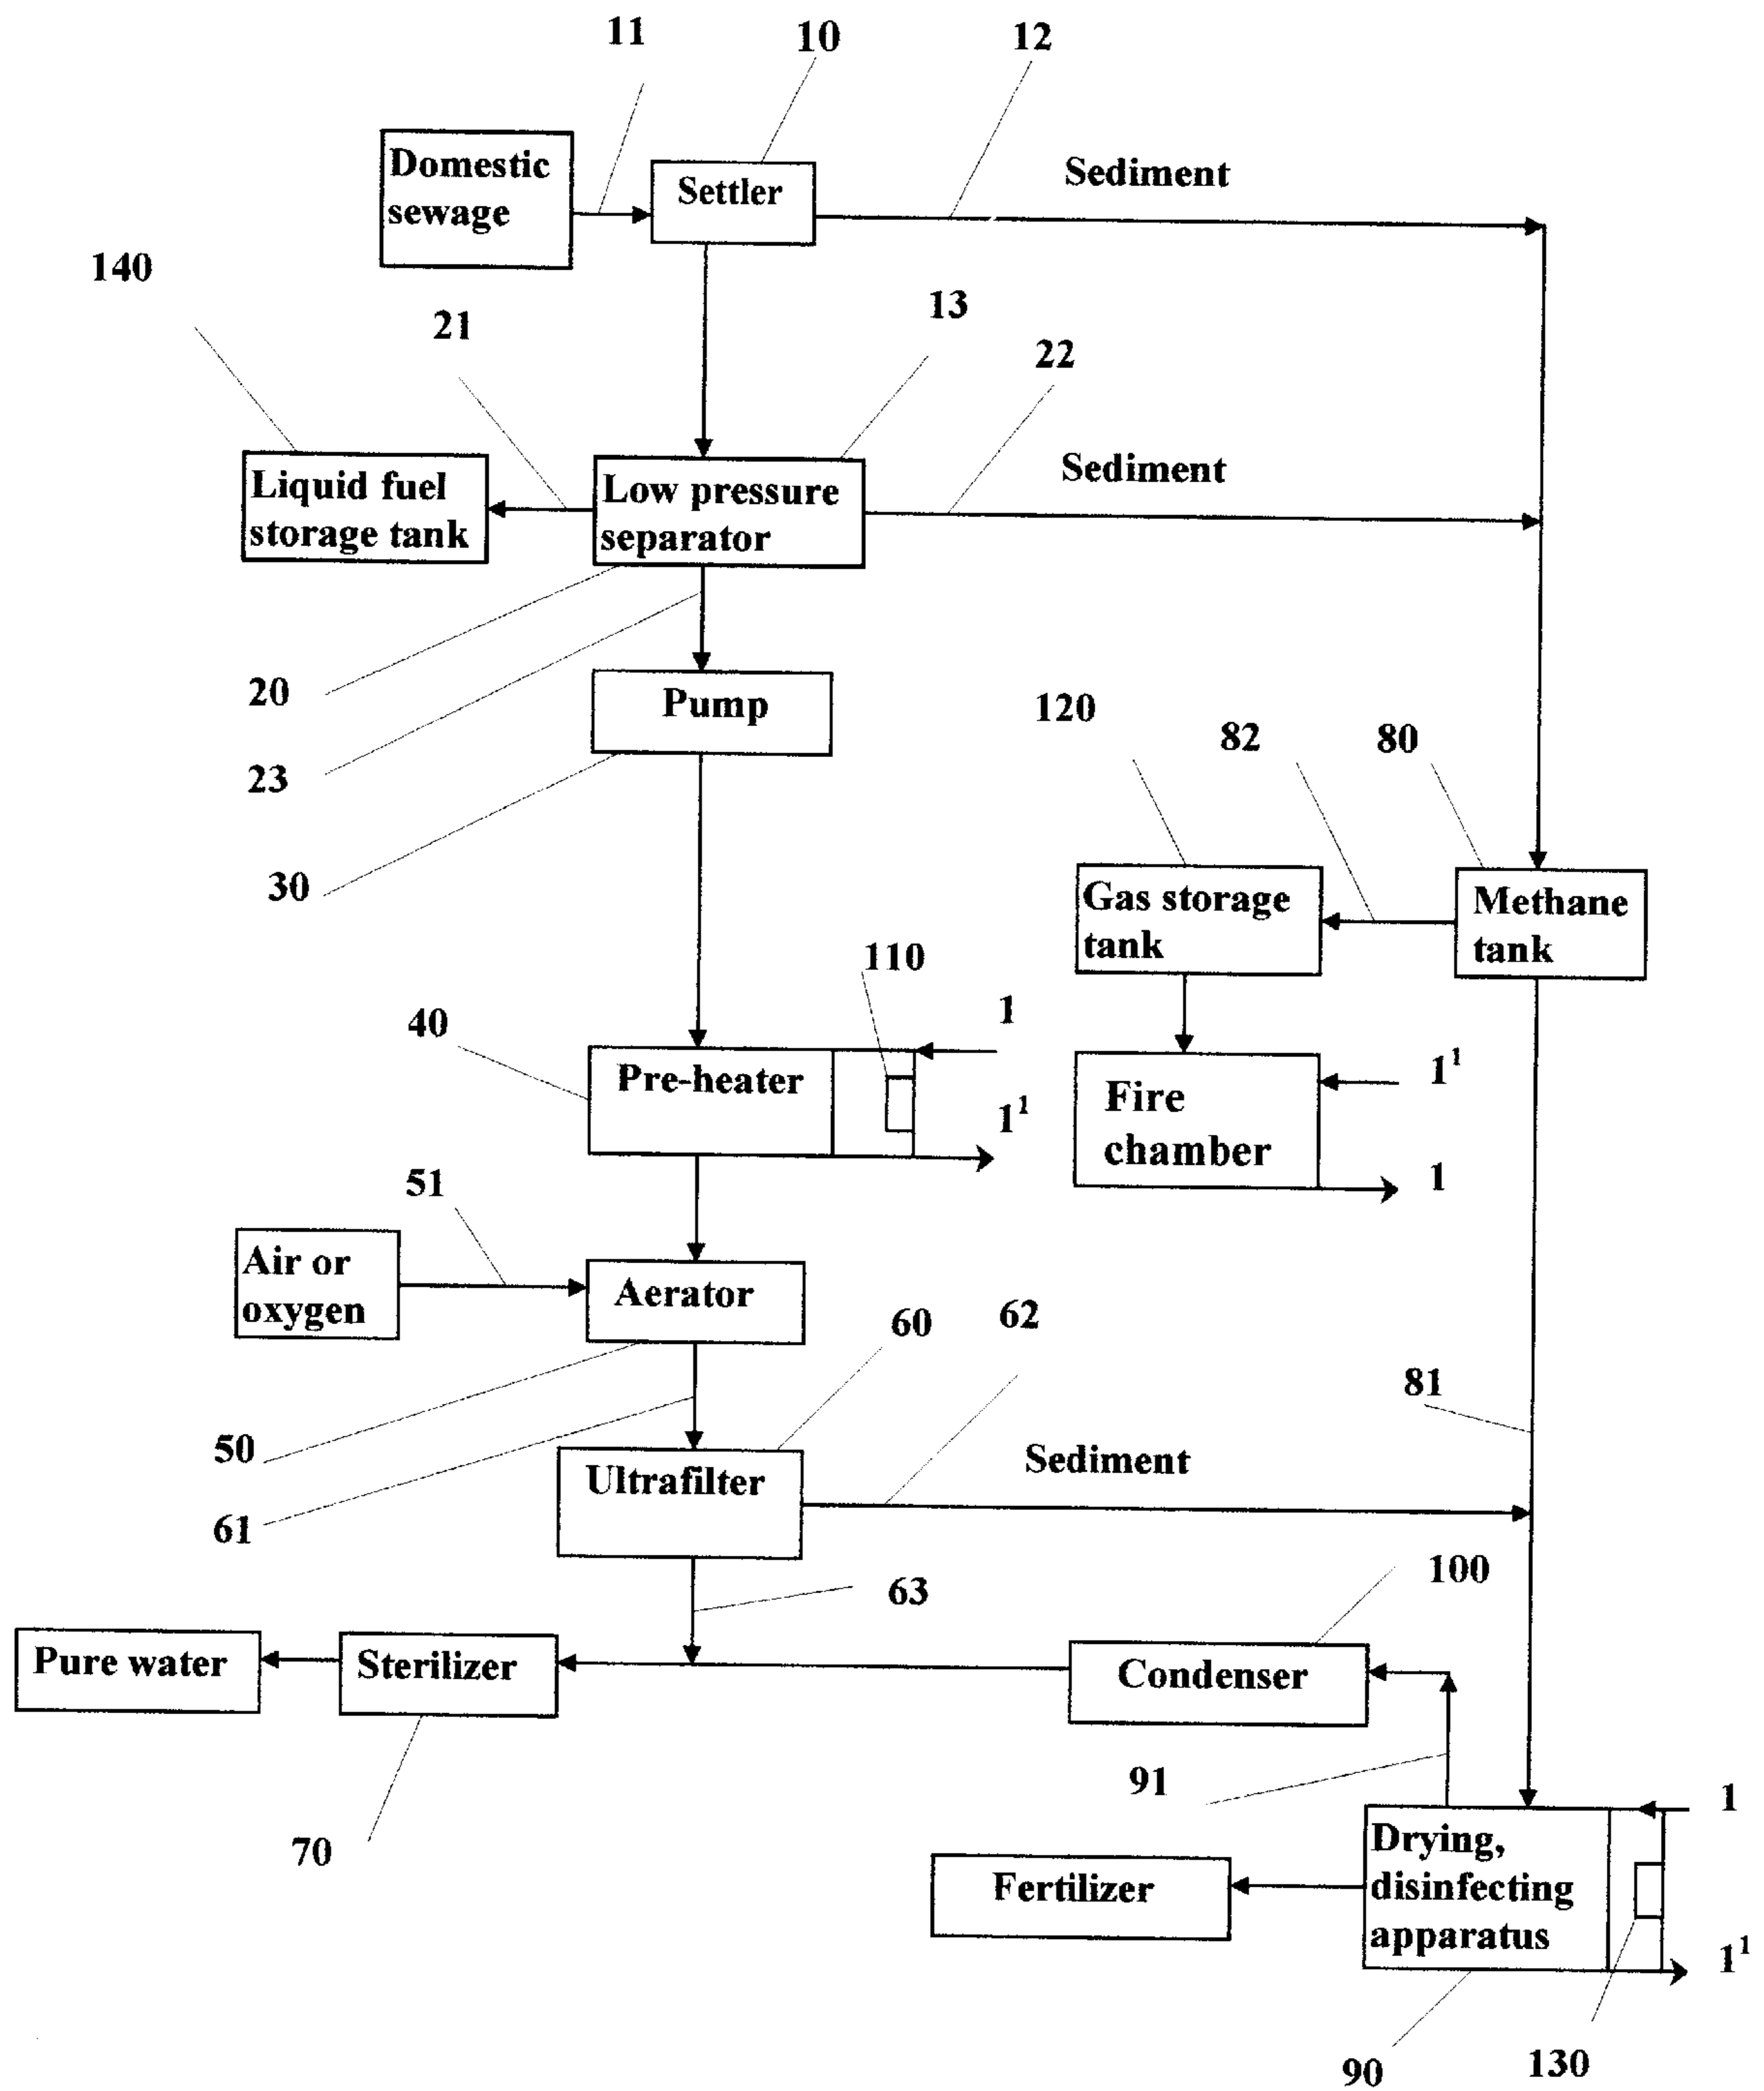 11
10
12
Domestic
sewage
Settler
Sediment
140
21
13
22
Liquid fuel
storage tank
Low pressure
separator
Sediment
20
23
Pump
30
120
82
80
Gas storage
tank
Methane
tank
110
40
Pre-heater
1
1¹
Fire
chamber
1¹
1
51
Air or
oxygen
Aerator
60
62
81
50
61
Ultrafilter
Sediment
63
100
Pure water
Sterilizer
Condenser
91
70
1
Drying,
disinfecting
apparatus
Fertilizer
1¹
90
130